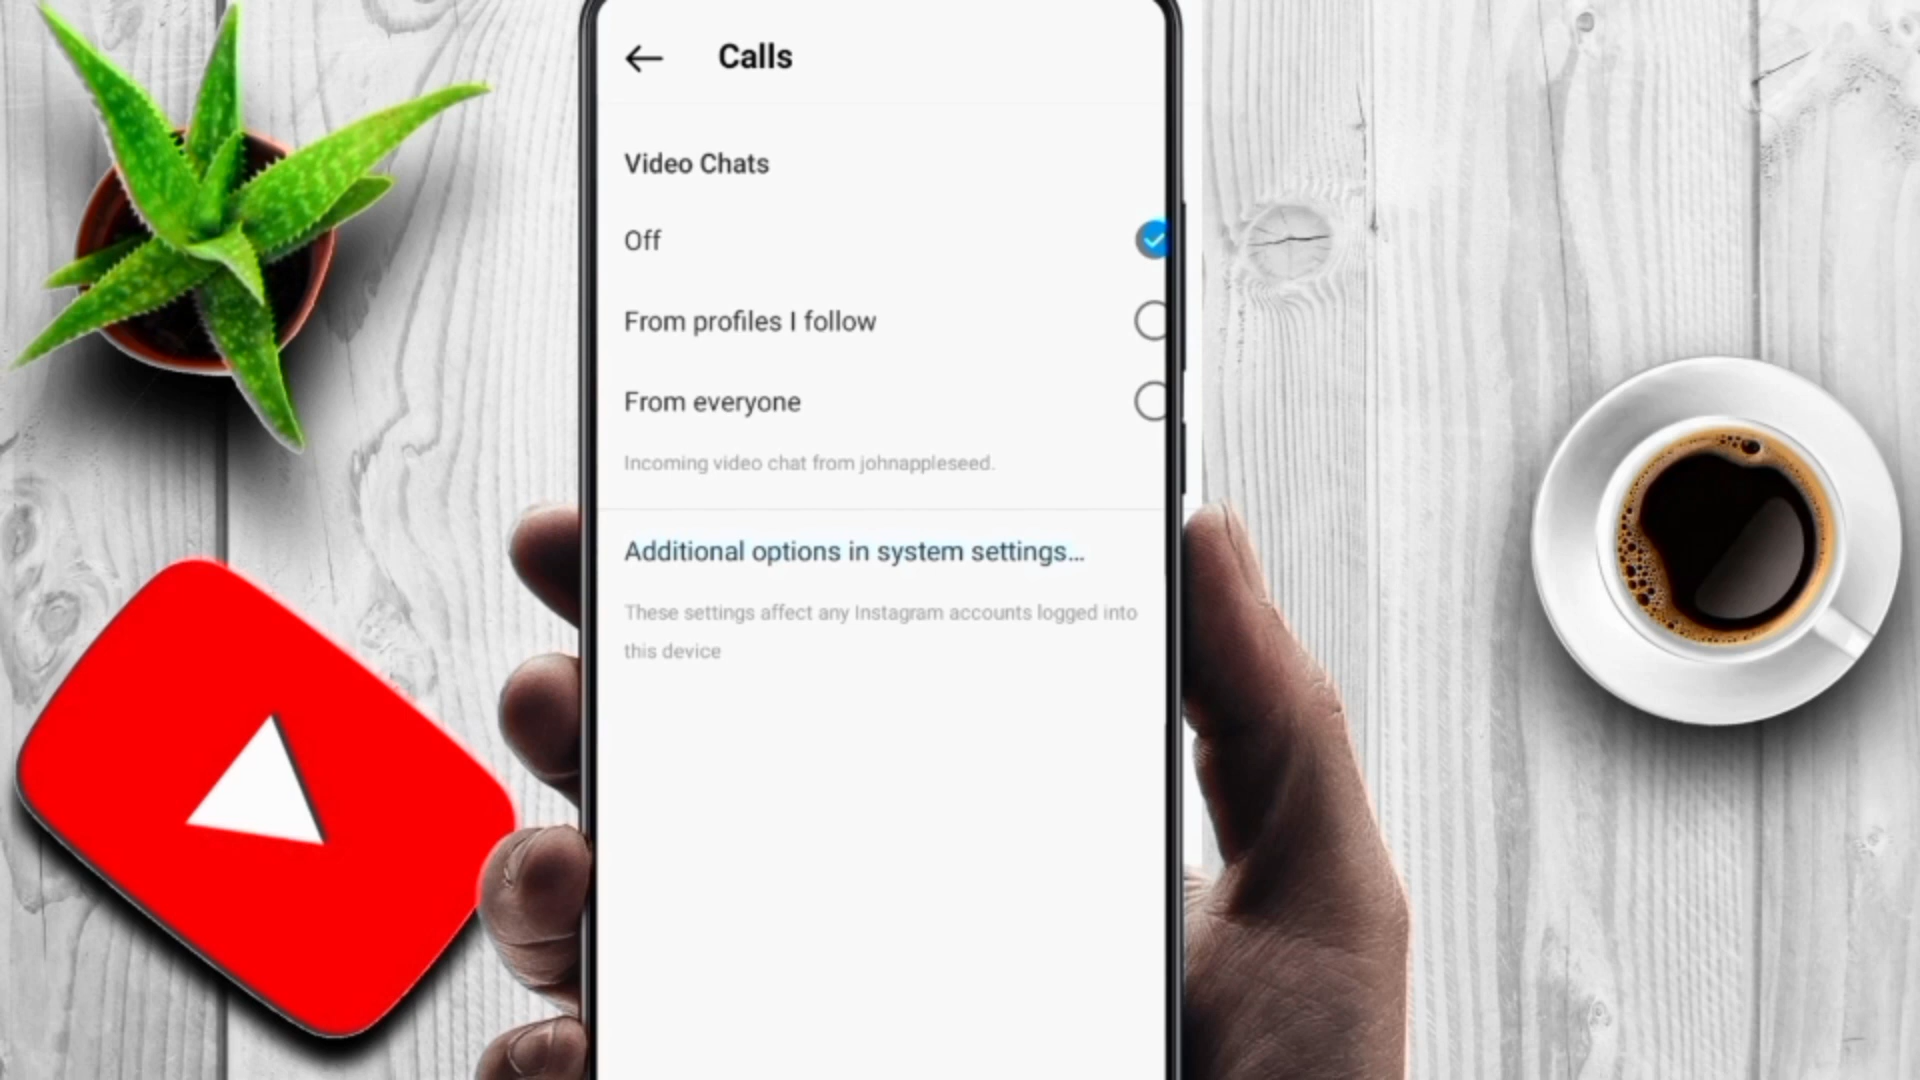 Calls
Video Chats
Off
From profiles I follow
From everyone
Incoming video chat from johnappleseed.
Additional options in system settings...
These settings affect any Instagram accounts logged into
this device